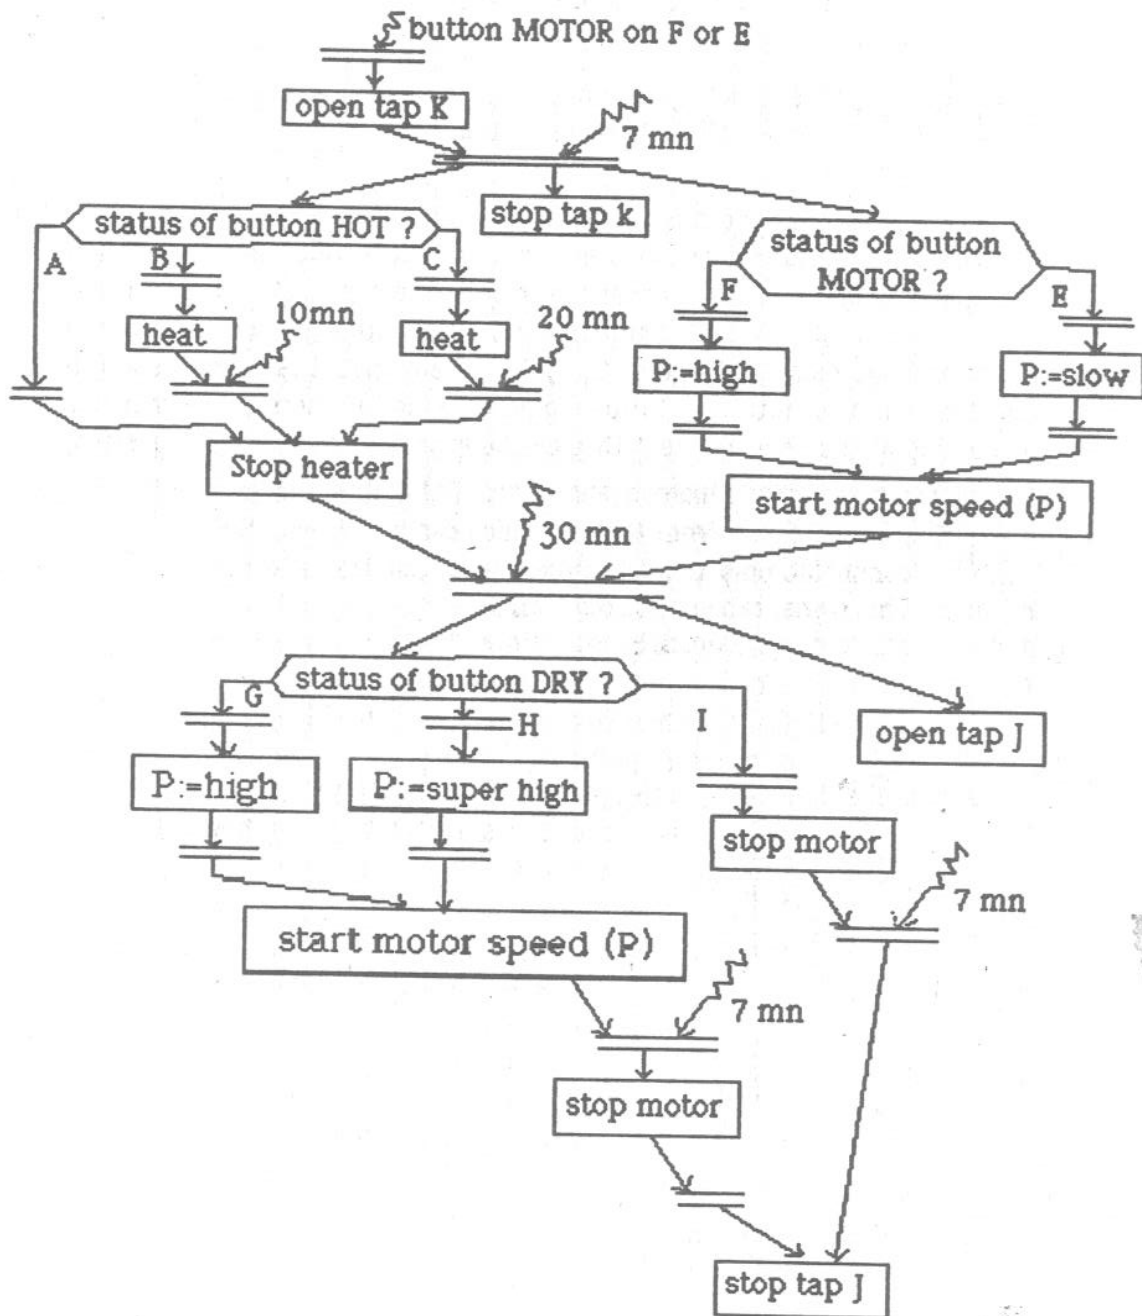 button MOTOR on F or E
open tap K
7 mn
stop tap k
status of button HOT ?
status of button
MOTOR ?
A
B
C
F
E
10mn
20 mn
heat
heat
P:=high
P:=slow
Stop heater
start motor speed (P)
30 mn
status of button DRY ?
G
H
I
open tap J
P:=high
P:=super high
stop motor
7 mn
start motor speed (P)
7 mn
stop motor
stop tap J